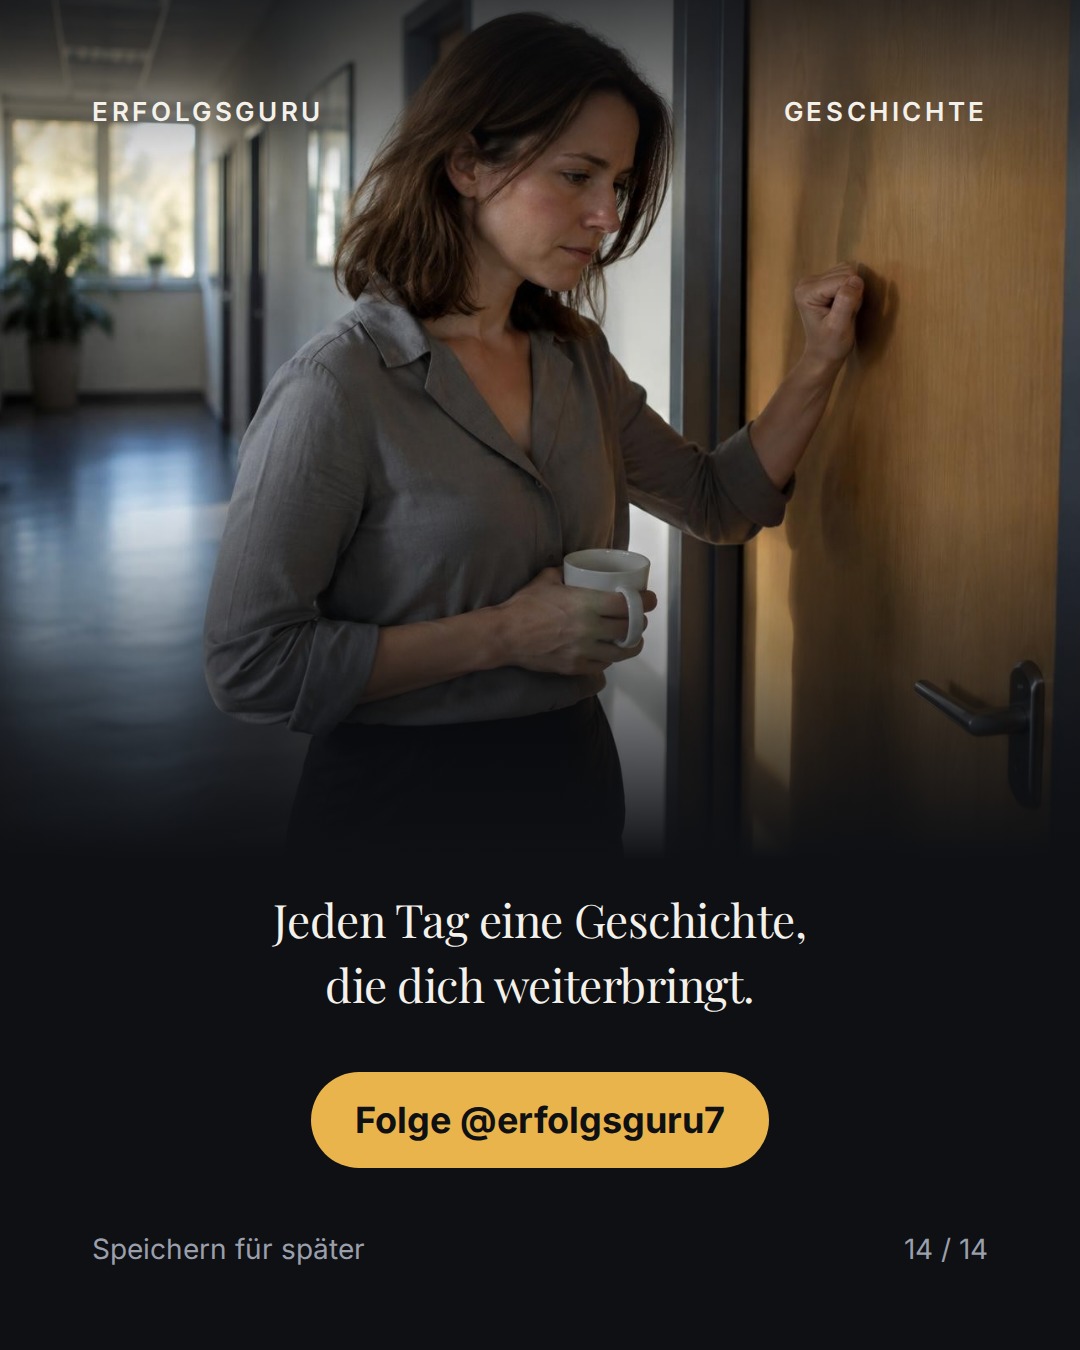 ERFOLGSGURU
GESCHICHTE
Jeden Tag eine Geschichte,
die dich weiterbringt.
Folge @erfolgsguru7
Speichern für später
14 / 14